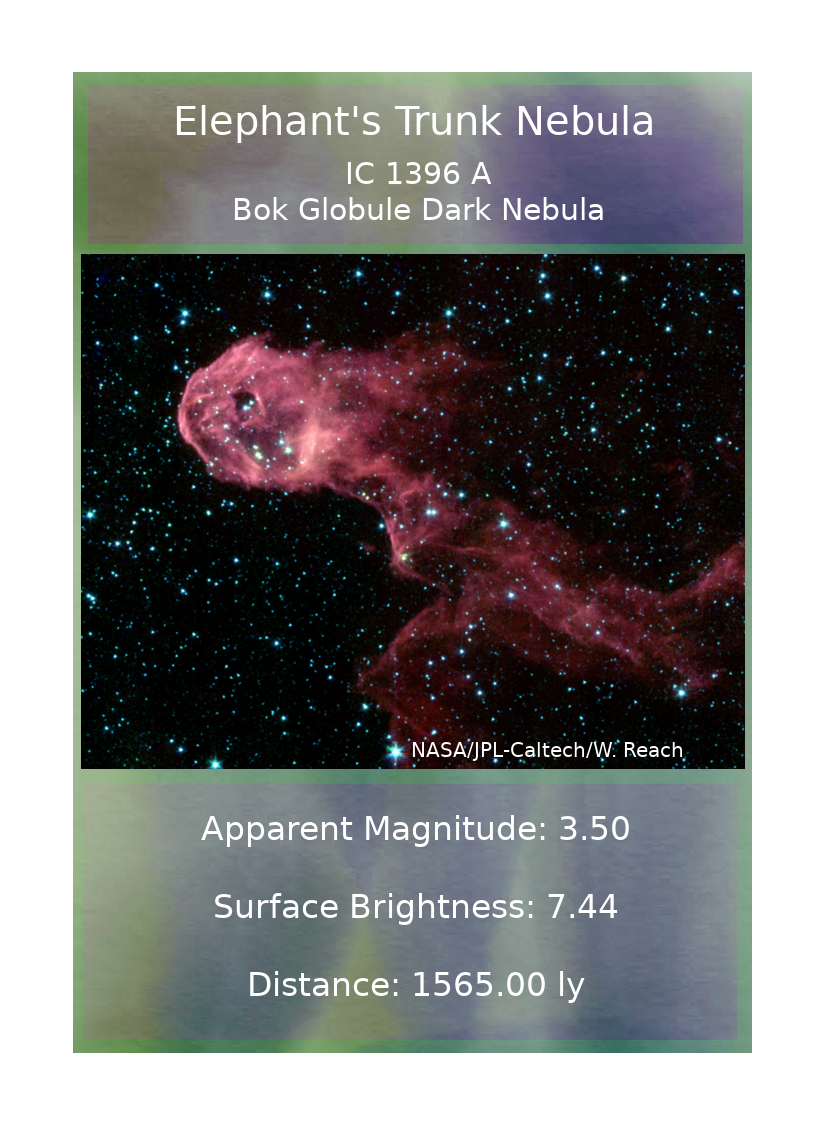 Elephant's Trunk Nebula
IC 1396 A
Bok Globule Dark Nebula
NASA/JPL-Caltech/W. Reach
Apparent Magnitude: 3.50
Surface Brightness: 7.44
Distance: 1565.00 ly